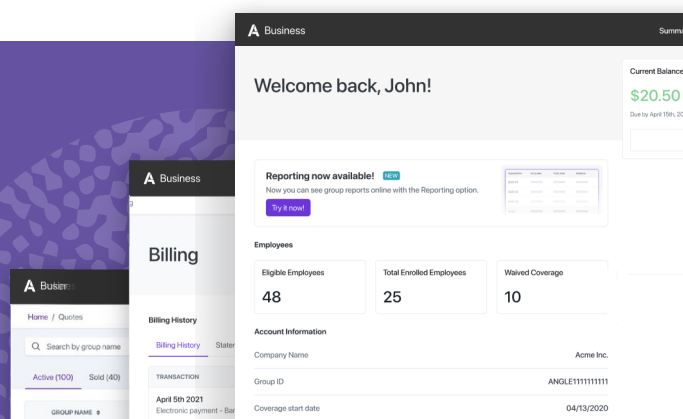 Business
Summa
Welcome back, John!
Current Balance
$20.50
Due by April 15th, 20
Reporting now available! NEW
Now you can see group reports online with the Reporting option.
Try it now!
Employees
Eligible Employees
48
Total Enrolled Employees
25
Waived Coverage
10
Account Information
Company Name Acme Inc.
Group ID ANGLE1111111111
Coverage start date 04/13/2020
Business
g
Billing
Billing History
Billing History Stater
TRANSACTION
April 5th 2021
Electronic payment - Ban
Home / Quotes
Search by group name
Active (100) Sold (40)
GROUP NAME